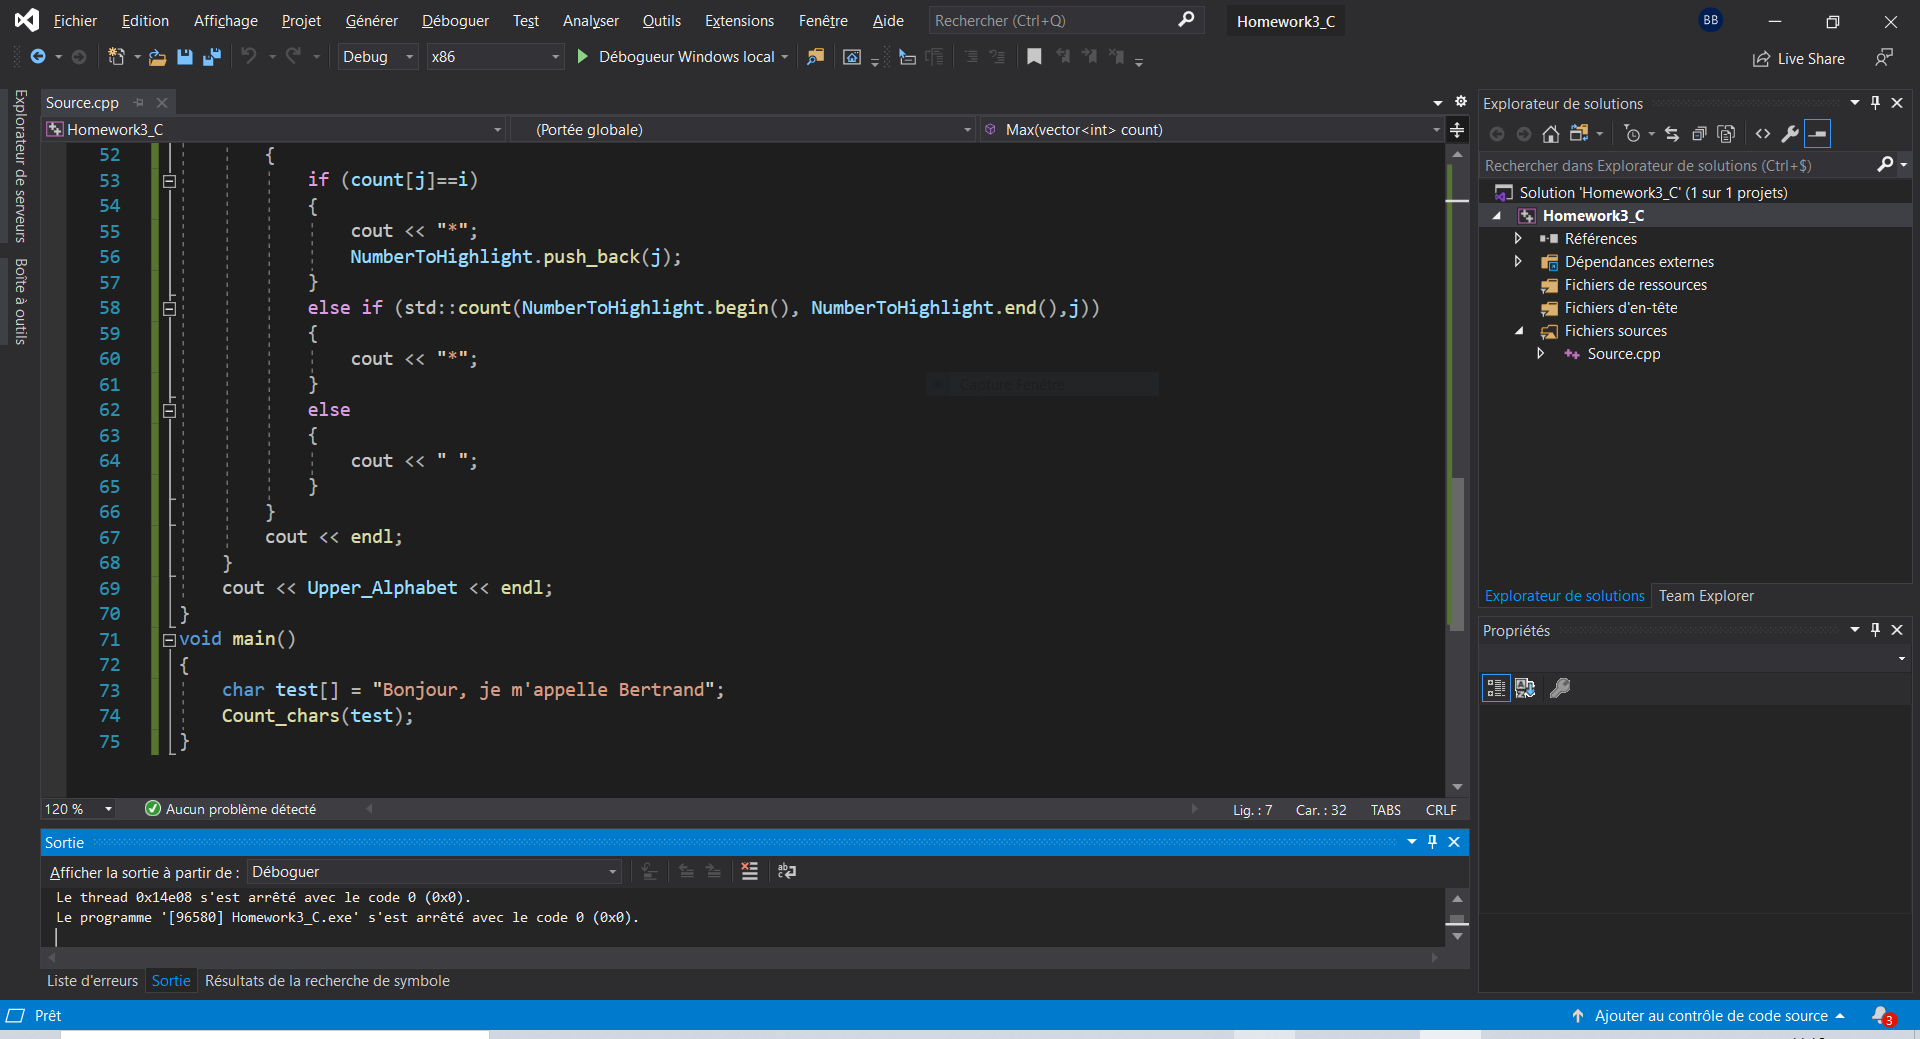 Fichier Edition Affichage Projet Générer Déboguer Test Analyser Outils Extensions Fenêtre Aide Rechercher (Ctrl+Q) Homework3_C BB
Debug x86 Débogueur Windows local Live Share
Explorateur de serveurs
Boîte à outils
Source.cpp
Homework3_C (Portée globale) Max(vector<int> count)
52 {
53 if (count[j]==i)
54 {
55 cout << "*";
56 NumberToHighlight.push_back(j);
57 }
58 else if (std::count(NumberToHighlight.begin(), NumberToHighlight.end(),j))
59 {
60 cout << "*";
61 }
62 else
63 {
64 cout << " ";
65 }
66 }
67 cout << endl;
68 }
69 cout << Upper_Alphabet << endl;
70 }
71 void main()
72 {
73 char test[] = "Bonjour, je m'appelle Bertrand";
74 Count_chars(test);
75 }
Capture Fenêtre
120 % Aucun problème détecté Lig. : 7 Car. : 32 TABS CRLF
Sortie
Afficher la sortie à partir de : Déboguer
Le thread 0x14e08 s'est arrêté avec le code 0 (0x0).
Le programme '[96580] Homework3_C.exe' s'est arrêté avec le code 0 (0x0).
Liste d'erreurs Sortie Résultats de la recherche de symbole
Explorateur de solutions
Rechercher dans Explorateur de solutions (Ctrl+$)
Solution 'Homework3_C' (1 sur 1 projets)
Homework3_C
Références
Dépendances externes
Fichiers de ressources
Fichiers d'en-tête
Fichiers sources
Source.cpp
Explorateur de solutions Team Explorer
Propriétés
Prêt Ajouter au contrôle de code source 3